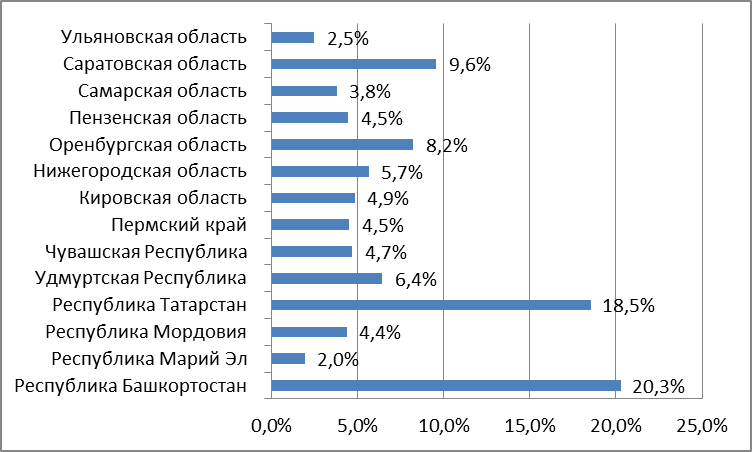 Ульяновская область 2,5%
Саратовская область 9,6%
Самарская область 3,8%
Пензенская область 4,5%
Оренбургская область 8,2%
Нижегородская область 5,7%
Кировская область 4,9%
Пермский край 4,5%
Чувашская Республика 4,7%
Удмуртская Республика 6,4%
Республика Татарстан 18,5%
Республика Мордовия 4,4%
Республика Марий Эл 2,0%
Республика Башкортостан 20,3%
0,0% 5,0% 10,0% 15,0% 20,0% 25,0%